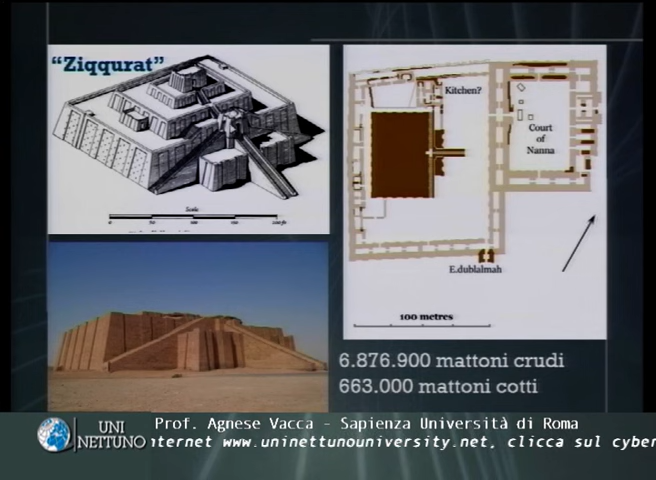 "Ziqqurat"
Scale
Kitchen?
Court
of
Nanna
E.dublalmah
100 metres
6.876.900 mattoni crudi
663.000 mattoni cotti
UNI
NETTUNO
Prof. Agnese Vacca - Sapienza Università di Roma
nternet www.uninettunouniversity.net, clicca sul cyber